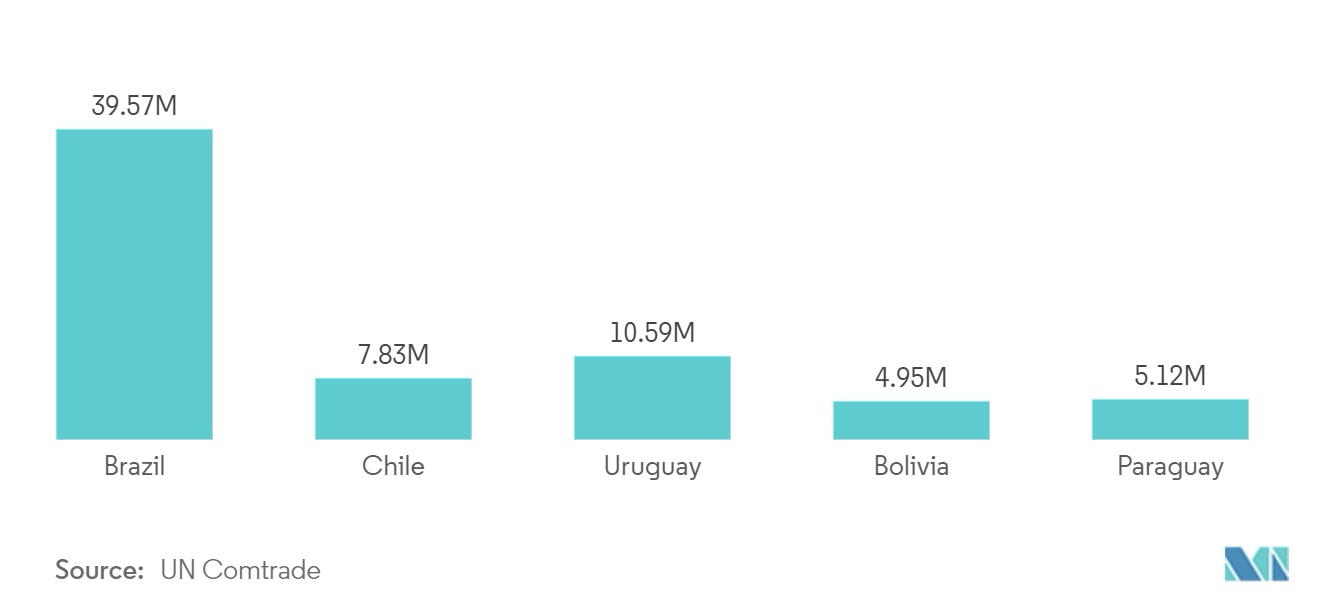 39.57M
7.83M
10.59M
4.95M
5.12M
Brazil
Chile
Uruguay
Bolivia
Paraguay
Source: UN Comtrade